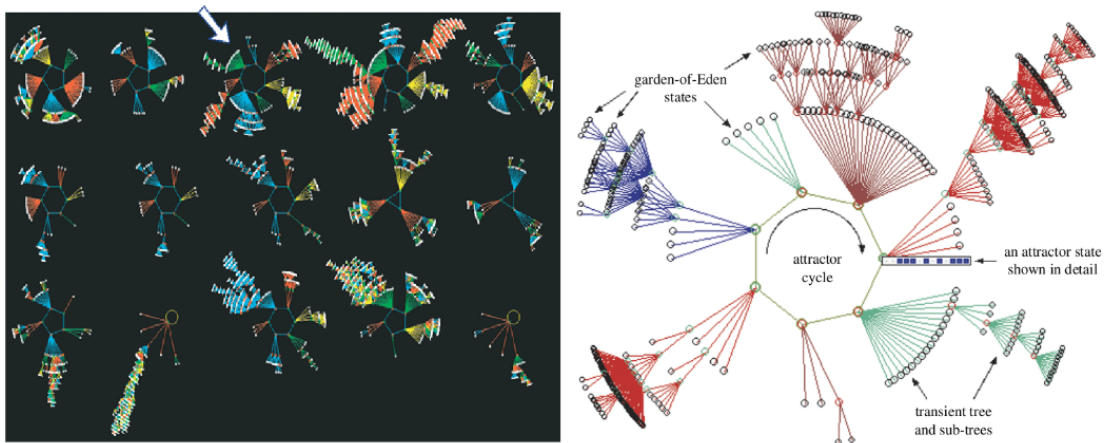 garden-of-Eden
states
attractor
cycle
an attractor state
shown in detail
transient tree
and sub-trees